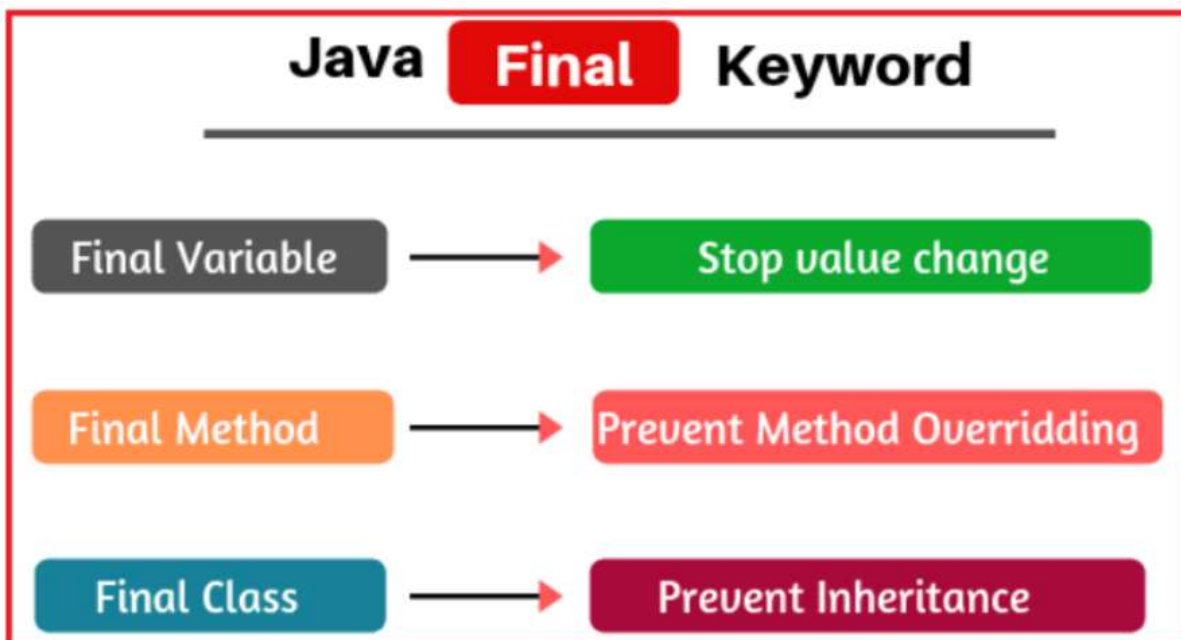 Java Final Keyword
Final Variable Stop value change
Final Method Prevent Method Overridding
Final Class Prevent Inheritance